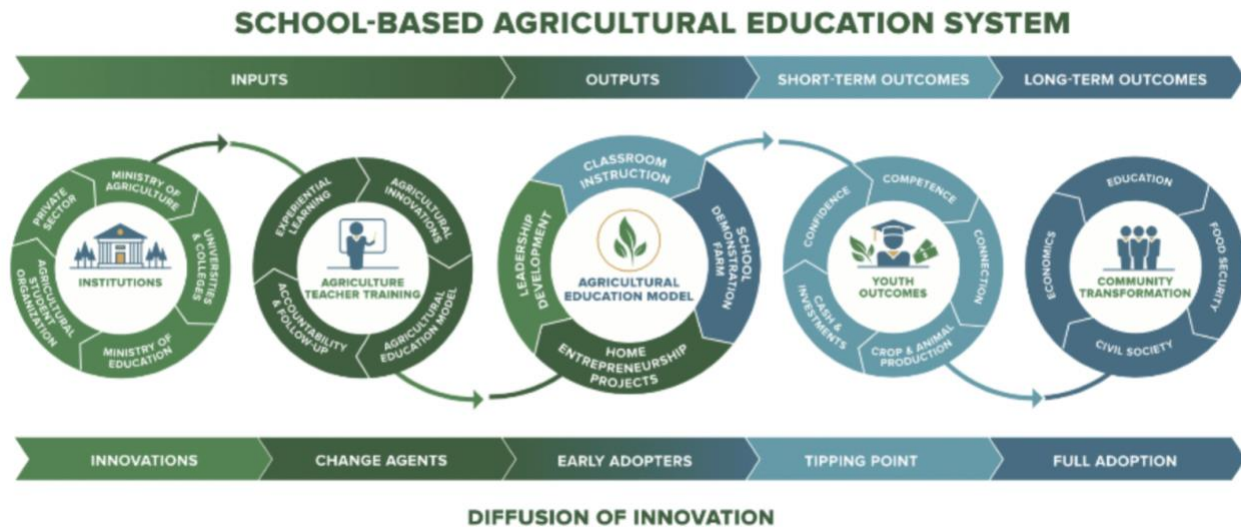 SCHOOL-BASED AGRICULTURAL EDUCATION SYSTEM
INPUTS
OUTPUTS
SHORT-TERM OUTCOMES
LONG-TERM OUTCOMES
PRIVATE
SECTOR
MINISTRY OF
AGRICULTURE
UNIVERSITIES
& COLLEGES
MINISTRY OF
EDUCATION
AGRICULTURAL
STUDENT
ORGANIZATION
INSTITUTIONS
EXPERIENTIAL
LEARNING
AGRICULTURAL
INNOVATIONS
AGRICULTURAL
EDUCATION MODEL
ACCOUNTABILITY
& FOLLOW-UP
AGRICULTURE
TEACHER TRAINING
CLASSROOM
INSTRUCTION
SCHOOL
DEMONSTRATION
FARM
HOME
ENTREPRENEURSHIP
PROJECTS
LEADERSHIP
DEVELOPMENT
AGRICULTURAL
EDUCATION MODEL
CONFIDENCE
COMPETENCE
CONNECTION
CROP & ANIMAL
PRODUCTION
CASH &
INVESTMENTS
YOUTH
OUTCOMES
EDUCATION
FOOD SECURITY
CIVIL SOCIETY
ECONOMICS
COMMUNITY
TRANSFORMATION
INNOVATIONS
CHANGE AGENTS
EARLY ADOPTERS
TIPPING POINT
FULL ADOPTION
DIFFUSION OF INNOVATION